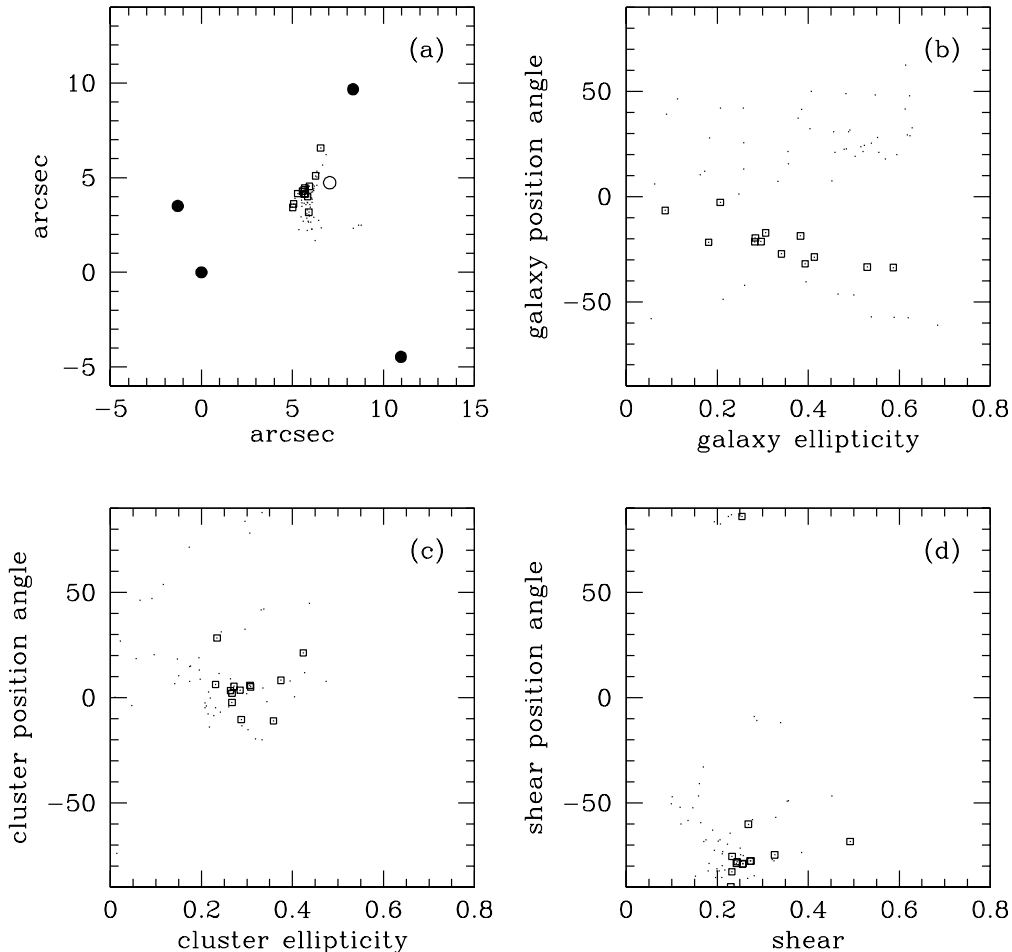 (a)
10
5
0
−5
arcsec
−5 0 5 10 15
arcsec
(b)
50
0
−50
galaxy position angle
0 0.2 0.4 0.6 0.8
galaxy ellipticity
(c)
50
0
−50
cluster position angle
0 0.2 0.4 0.6 0.8
cluster ellipticity
(d)
50
0
−50
shear position angle
0 0.2 0.4 0.6 0.8
shear